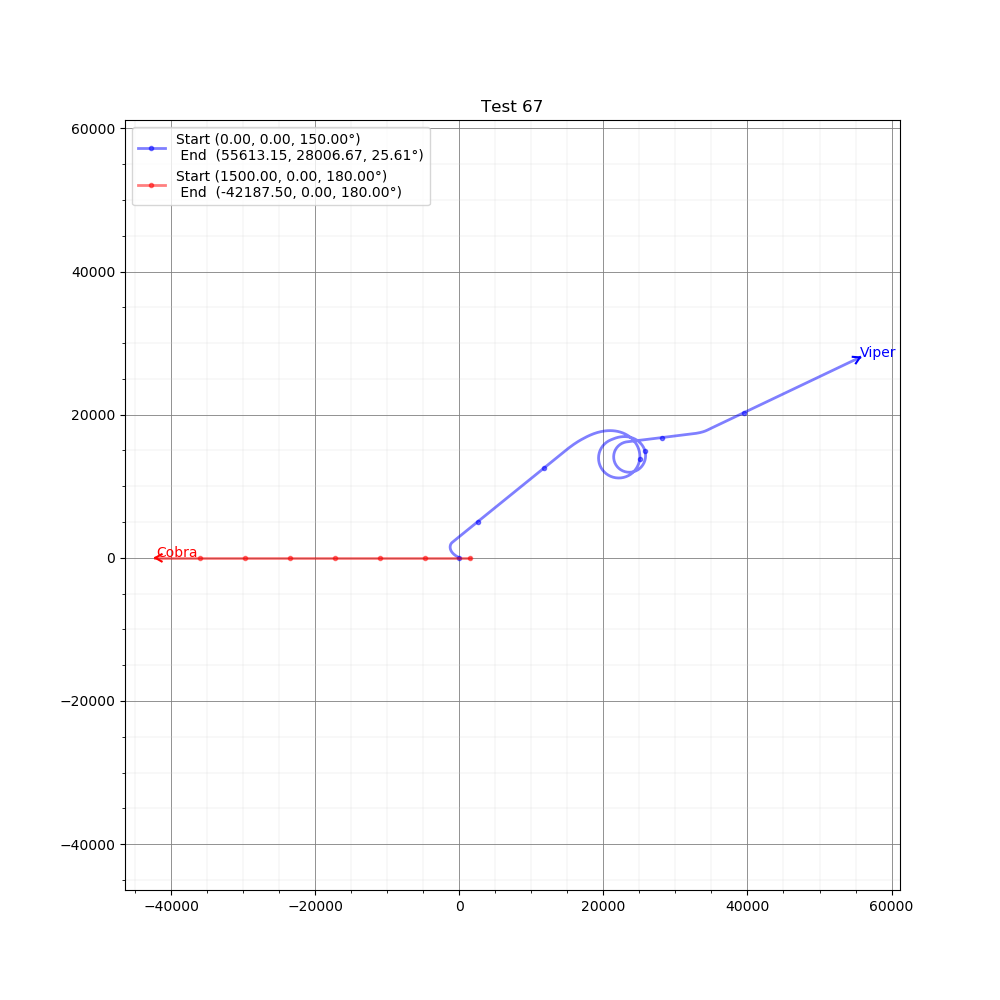 Test 67
60000
Start (0.00, 0.00, 150.00°)
End (55613.15, 28006.67, 25.61°)
Start (1500.00, 0.00, 180.00°)
End (-42187.50, 0.00, 180.00°)
40000
Viper
20000
Cobra
0
−20000
−40000
−40000 −20000 0 20000 40000 60000